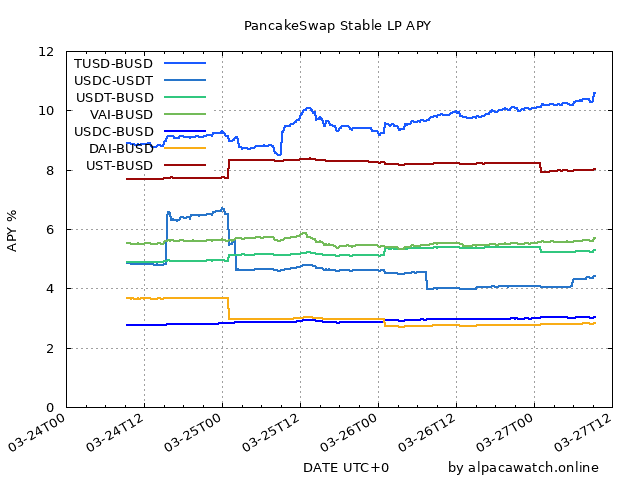 PancakeSwap Stable LP APY
12
10
8
6
4
2
0
APY %
TUSD-BUSD
USDC-USDT
USDT-BUSD
VAI-BUSD
USDC-BUSD
DAI-BUSD
UST-BUSD
03-24T00
03-24T12
03-25T00
03-25T12
03-26T00
03-26T12
03-27T00
03-27T12
DATE UTC+0
by alpacawatch.online